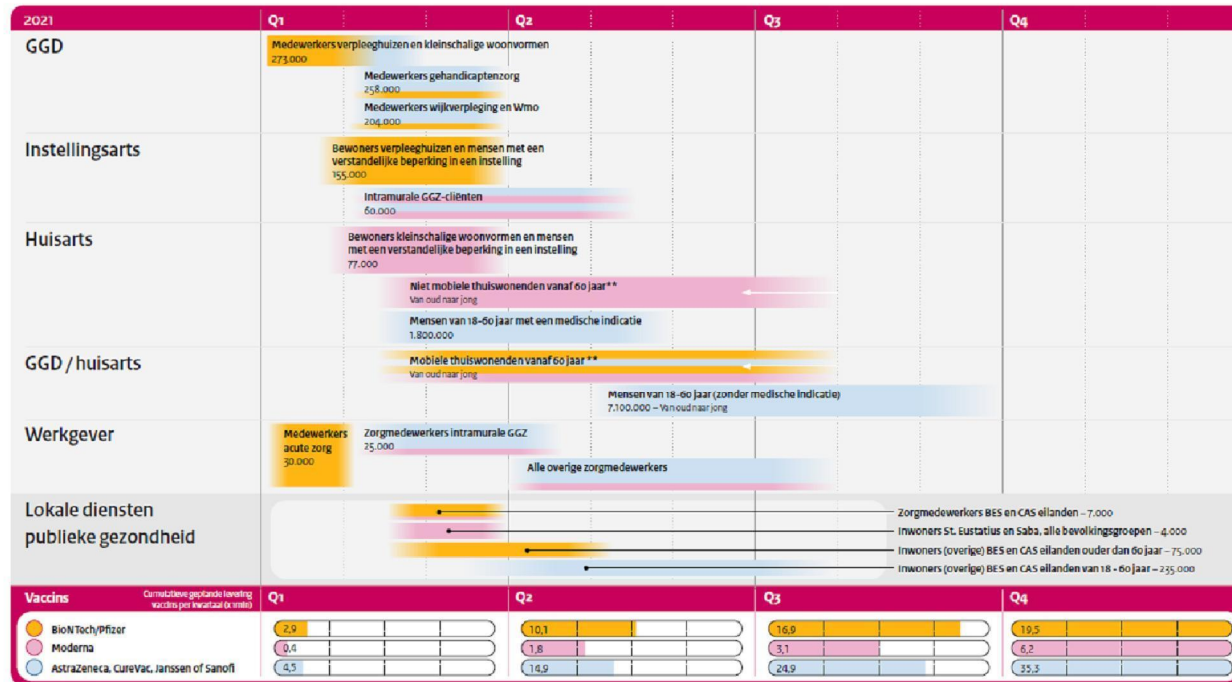 2021 Q1 Q2 Q3 Q4
GGD
Medewerkers verpleeghuizen en kleinschalige woonvormen
273.000
Medewerkers gehandicaptenzorg
258.000
Medewerkers wijkverpleging en Wmo
204.000
Instellingsarts
Bewoners verpleeghuizen en mensen met een
verstandelijke beperking in een instelling
155.000
Intramurale GGZ-cliënten
60.000
Huisarts
Bewoners kleinschalige woonvormen en mensen
met een verstandelijke beperking in een instelling
77.000
Niet mobiele thuiswonenden vanaf 60 jaar**
Van oud naar jong
Mensen van 18-60 jaar met een medische indicatie
1.800.000
GGD / huisarts
Mobiele thuiswonenden vanaf 60 jaar **
Van oud naar jong
Mensen van 18-60 jaar (zonder medische indicatie)
7.100.000 – Van oud naar jong
Werkgever
Medewerkers
acute zorg
30.000
Zorgmedewerkers intramurale GGZ
25.000
Alle overige zorgmedewerkers
Lokale diensten
publieke gezondheid
Zorgmedewerkers BES en CAS eilanden – 7.000
Inwoners St. Eustatius en Saba, alle bevolkingsgroepen – 4.000
Inwoners (overige) BES en CAS eilanden ouder dan 60 jaar – 75.000
Inwoners (overige) BES en CAS eilanden van 18 - 60 jaar – 235.000
Vaccins Cumulatieve geplande levering
vaccins per kwartaal (x 1 mln) Q1 Q2 Q3 Q4
BioNTech/Pfizer 2,9 10,1 16,9 19,5
Moderna 0,4 1,8 3,1 6,2
AstraZeneca, CureVac, Janssen of Sanofi 4,5 14,9 24,9 35,3